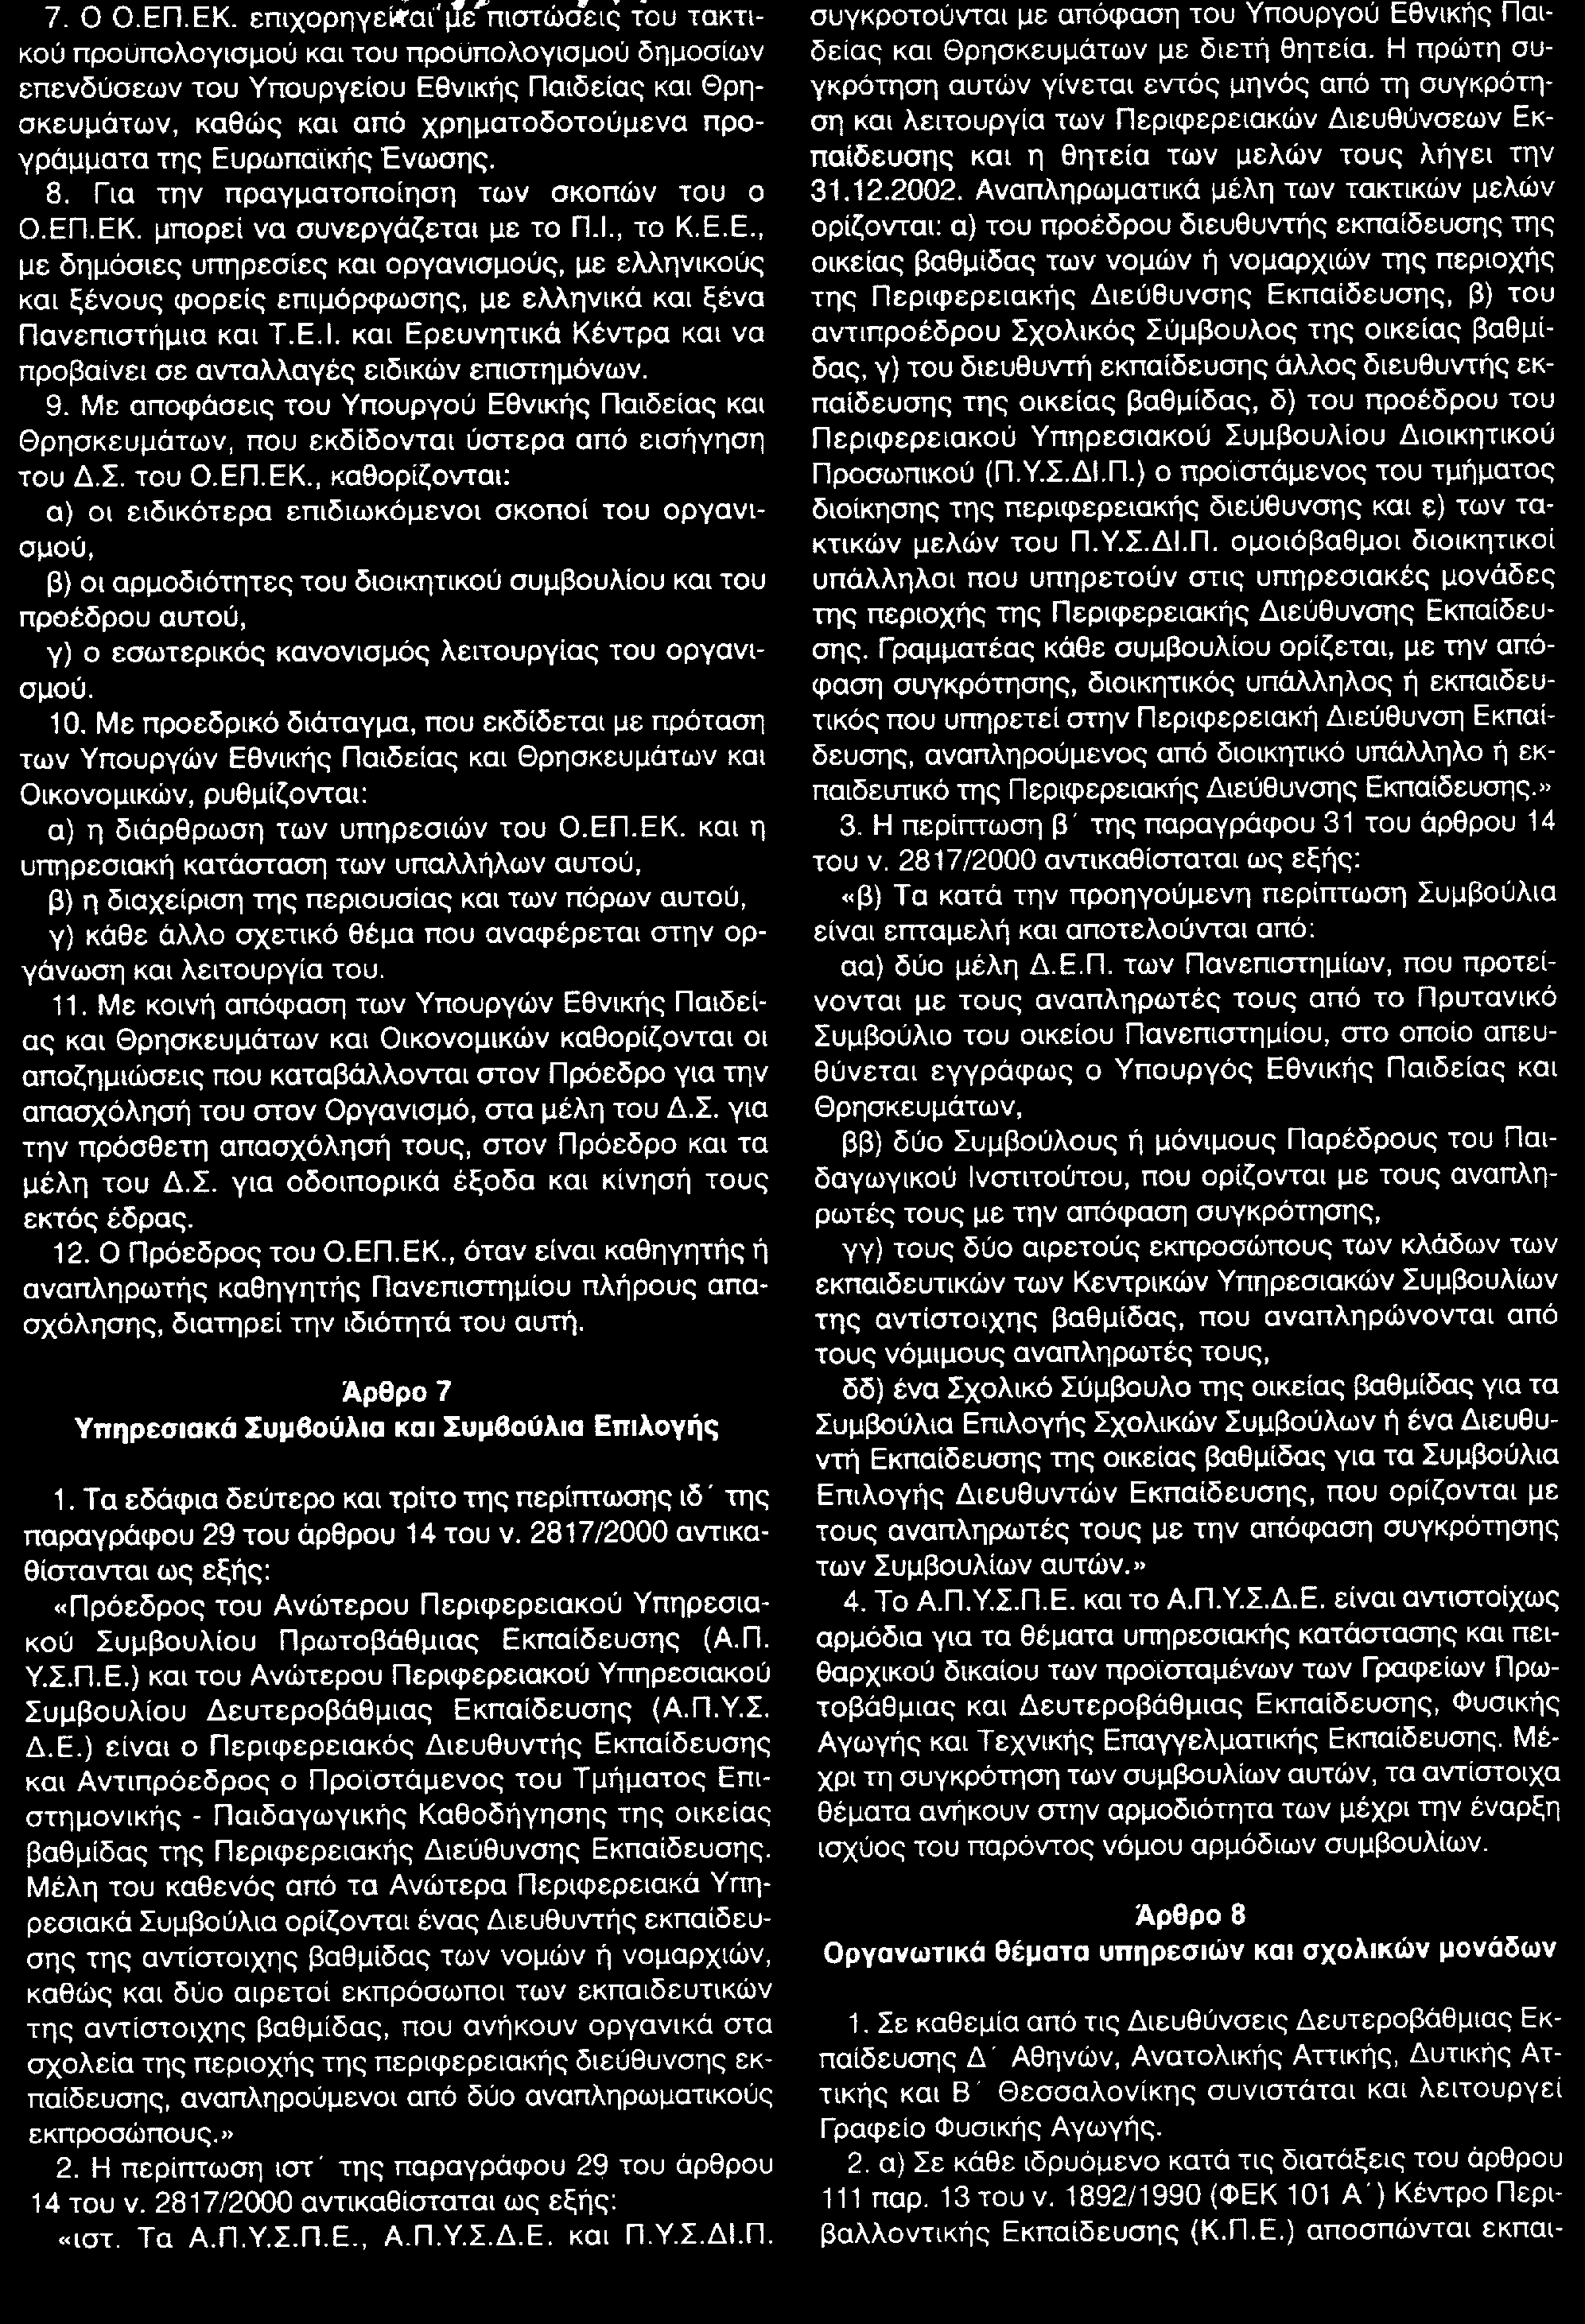 7. Ο Ο.ΕΠ.ΕΚ. επιχορηγείται με πιστώσεις του τακτι-
κού προϋπολογισμού και του προϋπολογισμού δημοσίων
επενδύσεων του Υπουργείου Εθνικής Παιδείας και Θρη-
σκευμάτων, καθώς και από χρηματοδοτούμενα προ-
γράμματα της Ευρωπαϊκής Ένωσης.
8. Για την πραγματοποίηση των σκοπών του ο
Ο.ΕΠ.ΕΚ. μπορεί να συνεργάζεται με το Π.Ι., το Κ.Ε.Ε.,
με δημόσιες υπηρεσίες και οργανισμούς, με ελληνικούς
και ξένους φορείς επιμόρφωσης, με ελληνικά και ξένα
Πανεπιστήμια και Τ.Ε.Ι. και Ερευνητικά Κέντρα και να
προβαίνει σε ανταλλαγές ειδικών επιστημόνων.
9. Με αποφάσεις του Υπουργού Εθνικής Παιδείας και
Θρησκευμάτων, που εκδίδονται ύστερα από εισήγηση
του Δ.Σ. του Ο.ΕΠ.ΕΚ., καθορίζονται:
α) οι ειδικότερα επιδιωκόμενοι σκοποί του οργανι-
σμού,
β) οι αρμοδιότητες του διοικητικού συμβουλίου και του
προέδρου αυτού,
γ) ο εσωτερικός κανονισμός λειτουργίας του οργανι-
σμού.
10. Με προεδρικό διάταγμα, που εκδίδεται με πρόταση
των Υπουργών Εθνικής Παιδείας και Θρησκευμάτων και
Οικονομικών, ρυθμίζονται:
α) η διάρθρωση των υπηρεσιών του Ο.ΕΠ.ΕΚ. και η
υπηρεσιακή κατάσταση των υπαλλήλων αυτού,
β) η διαχείριση της περιουσίας και των πόρων αυτού,
γ) κάθε άλλο σχετικό θέμα που αναφέρεται στην ορ-
γάνωση και λειτουργία του.
11. Με κοινή απόφαση των Υπουργών Εθνικής Παιδεί-
ας και Θρησκευμάτων και Οικονομικών καθορίζονται οι
αποζημιώσεις που καταβάλλονται στον Πρόεδρο για την
απασχόλησή του στον Οργανισμό, στα μέλη του Δ.Σ. για
την πρόσθετη απασχόλησή τους, στον Πρόεδρο και τα
μέλη του Δ.Σ. για οδοιπορικά έξοδα και κίνησή τους
εκτός έδρας.
12. Ο Πρόεδρος του Ο.ΕΠ.ΕΚ., όταν είναι καθηγητής ή
αναπληρωτής καθηγητής Πανεπιστημίου πλήρους απα-
σχόλησης, διατηρεί την ιδιότητά του αυτή.
Άρθρο 7
Υπηρεσιακά Συμβούλια και Συμβούλια Επιλογής
1. Τα εδάφια δεύτερο και τρίτο της περίπτωσης ιδ΄ της
παραγράφου 29 του άρθρου 14 του ν. 2817/2000 αντικα-
θίστανται ως εξής:
«Πρόεδρος του Ανώτερου Περιφερειακού Υπηρεσια-
κού Συμβουλίου Πρωτοβάθμιας Εκπαίδευσης (Α.Π.
Υ.Σ.Π.Ε.) και του Ανώτερου Περιφερειακού Υπηρεσιακού
Συμβουλίου Δευτεροβάθμιας Εκπαίδευσης (Α.Π.Υ.Σ.
Δ.Ε.) είναι ο Περιφερειακός Διευθυντής Εκπαίδευσης
και Αντιπρόεδρος ο Προϊστάμενος του Τμήματος Επι-
στημονικής - Παιδαγωγικής Καθοδήγησης της οικείας
βαθμίδας της Περιφερειακής Διεύθυνσης Εκπαίδευσης.
Μέλη του καθενός από τα Ανώτερα Περιφερειακά Υπη-
ρεσιακά Συμβούλια ορίζονται ένας Διευθυντής εκπαίδευ-
σης της αντίστοιχης βαθμίδας των νομών ή νομαρχιών,
καθώς και δύο αιρετοί εκπρόσωποι των εκπαιδευτικών
της αντίστοιχης βαθμίδας, που ανήκουν οργανικά στα
σχολεία της περιοχής της περιφερειακής διεύθυνσης εκ-
παίδευσης, αναπληρούμενοι από δύο αναπληρωματικούς
εκπροσώπους.»
2. Η περίπτωση ιστ΄ της παραγράφου 29 του άρθρου
14 του ν. 2817/2000 αντικαθίσταται ως εξής:
«ιστ. Τα Α.Π.Υ.Σ.Π.Ε., Α.Π.Υ.Σ.Δ.Ε. και Π.Υ.Σ.ΔΙ.Π.
συγκροτούνται με απόφαση του Υπουργού Εθνικής Παι-
δείας και Θρησκευμάτων με διετή θητεία. Η πρώτη συ-
γκρότηση αυτών γίνεται εντός μηνός από τη συγκρότη-
ση και λειτουργία των Περιφερειακών Διευθύνσεων Εκ-
παίδευσης και η θητεία των μελών τους λήγει την
31.12.2002. Αναπληρωματικά μέλη των τακτικών μελών
ορίζονται: α) του προέδρου διευθυντής εκπαίδευσης της
οικείας βαθμίδας των νομών ή νομαρχιών της περιοχής
της Περιφερειακής Διεύθυνσης Εκπαίδευσης, β) του
αντιπροέδρου Σχολικός Σύμβουλος της οικείας βαθμί-
δας, γ) του διευθυντή εκπαίδευσης άλλος διευθυντής εκ-
παίδευσης της οικείας βαθμίδας, δ) του προέδρου του
Περιφερειακού Υπηρεσιακού Συμβουλίου Διοικητικού
Προσωπικού (Π.Υ.Σ.ΔΙ.Π.) ο προϊστάμενος του τμήματος
διοίκησης της περιφερειακής διεύθυνσης και ε) των τα-
κτικών μελών του Π.Υ.Σ.ΔΙ.Π. ομοιόβαθμοι διοικητικοί
υπάλληλοι που υπηρετούν στις υπηρεσιακές μονάδες
της περιοχής της Περιφερειακής Διεύθυνσης Εκπαίδευ-
σης. Γραμματέας κάθε συμβουλίου ορίζεται, με την από-
φαση συγκρότησης, διοικητικός υπάλληλος ή εκπαιδευ-
τικός που υπηρετεί στην Περιφερειακή Διεύθυνση Εκπαί-
δευσης, αναπληρούμενος από διοικητικό υπάλληλο ή εκ-
παιδευτικό της Περιφερειακής Διεύθυνσης Εκπαίδευσης.»
3. Η περίπτωση β΄ της παραγράφου 31 του άρθρου 14
του ν. 2817/2000 αντικαθίσταται ως εξής:
«β) Τα κατά την προηγούμενη περίπτωση Συμβούλια
είναι επταμελή και αποτελούνται από:
αα) δύο μέλη Δ.Ε.Π. των Πανεπιστημίων, που προτεί-
νονται με τους αναπληρωτές τους από το Πρυτανικό
Συμβούλιο του οικείου Πανεπιστημίου, στο οποίο απευ-
θύνεται εγγράφως ο Υπουργός Εθνικής Παιδείας και
Θρησκευμάτων,
ββ) δύο Συμβούλους ή μόνιμους Παρέδρους του Παι-
δαγωγικού Ινστιτούτου, που ορίζονται με τους αναπλη-
ρωτές τους με την απόφαση συγκρότησης,
γγ) τους δύο αιρετούς εκπροσώπους των κλάδων των
εκπαιδευτικών των Κεντρικών Υπηρεσιακών Συμβουλίων
της αντίστοιχης βαθμίδας, που αναπληρώνονται από
τους νόμιμους αναπληρωτές τους,
δδ) ένα Σχολικό Σύμβουλο της οικείας βαθμίδας για τα
Συμβούλια Επιλογής Σχολικών Συμβούλων ή ένα Διευθυ-
ντή Εκπαίδευσης της οικείας βαθμίδας για τα Συμβούλια
Επιλογής Διευθυντών Εκπαίδευσης, που ορίζονται με
τους αναπληρωτές τους με την απόφαση συγκρότησης
των Συμβουλίων αυτών.»
4. Το Α.Π.Υ.Σ.Π.Ε. και το Α.Π.Υ.Σ.Δ.Ε. είναι αντιστοίχως
αρμόδια για τα θέματα υπηρεσιακής κατάστασης και πει-
θαρχικού δικαίου των προϊσταμένων των Γραφείων Πρω-
τοβάθμιας και Δευτεροβάθμιας Εκπαίδευσης, Φυσικής
Αγωγής και Τεχνικής Επαγγελματικής Εκπαίδευσης. Μέ-
χρι τη συγκρότηση των συμβουλίων αυτών, τα αντίστοιχα
θέματα ανήκουν στην αρμοδιότητα των μέχρι την έναρξη
ισχύος του παρόντος νόμου αρμόδιων συμβουλίων.
Άρθρο 8
Οργανωτικά θέματα υπηρεσιών και σχολικών μονάδων
1. Σε καθεμία από τις Διευθύνσεις Δευτεροβάθμιας Εκ-
παίδευσης Δ΄ Αθηνών, Ανατολικής Αττικής, Δυτικής Ατ-
τικής και Β΄ Θεσσαλονίκης συνιστάται και λειτουργεί
Γραφείο Φυσικής Αγωγής.
2. α) Σε κάθε ιδρυόμενο κατά τις διατάξεις του άρθρου
111 παρ. 13 του ν. 1892/1990 (ΦΕΚ 101 Α΄) Κέντρο Περι-
βαλλοντικής Εκπαίδευσης (Κ.Π.Ε.) αποσπώνται εκπαι-